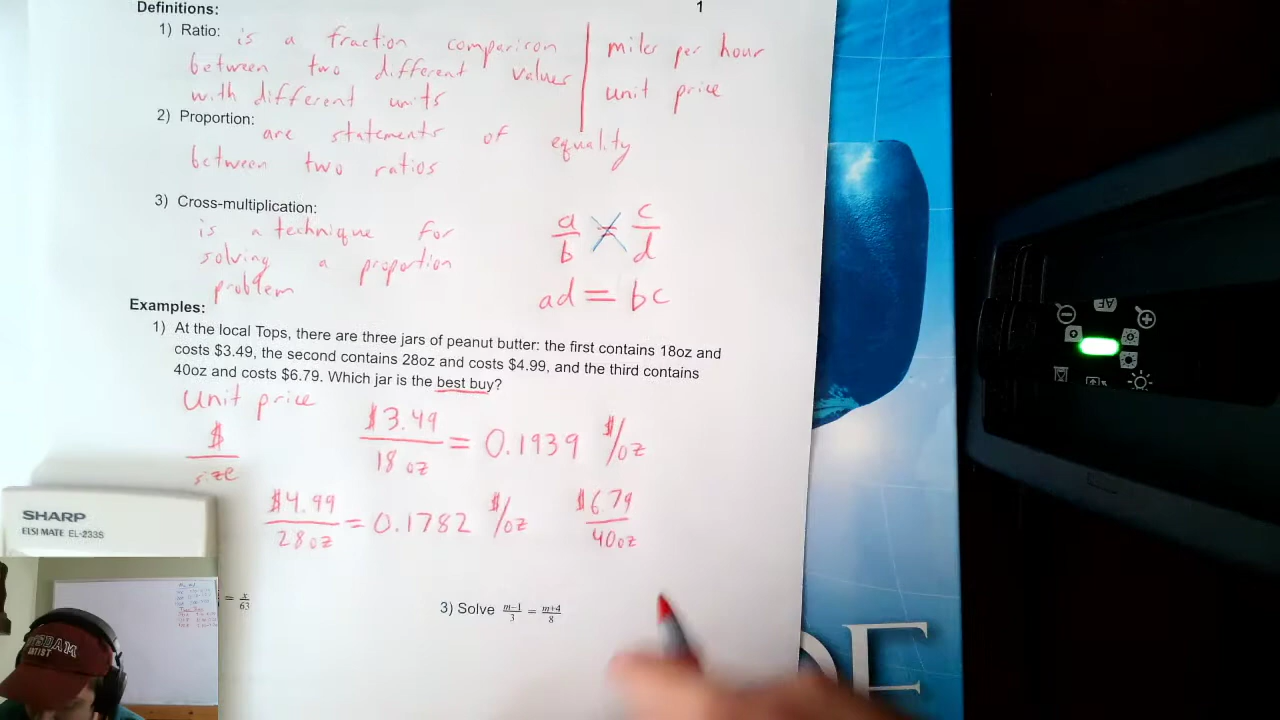 Definitions:
1
1) Ratio: is a fraction comparison
between two different values
with different units
miles per hour
unit price
2) Proportion: are statements of equality
between two ratios
3) Cross-multiplication:
is a technique for
solving a proportion
problem
a/b = c/d
ad = bc
Examples:
1) At the local Tops, there are three jars of peanut butter: the first contains 18oz and
costs $3.49, the second contains 28oz and costs $4.99, and the third contains
40oz and costs $6.79. Which jar is the best buy?
Unit price
$/size
$3.49/18 oz = 0.1939 $/oz
$4.99/28oz = 0.1782 $/oz
$6.79/40oz
= x/63
3) Solve m−1/3 = m+4/8
SHARP
ELSI MATE EL-233S
ARTIST
AF